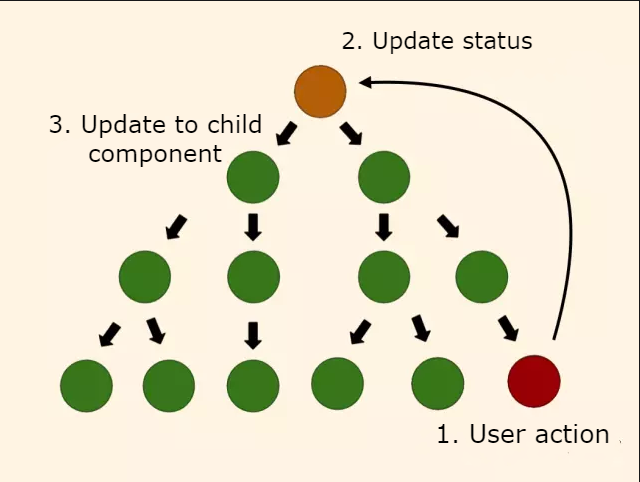 2. Update status
3. Update to child
component
1. User action